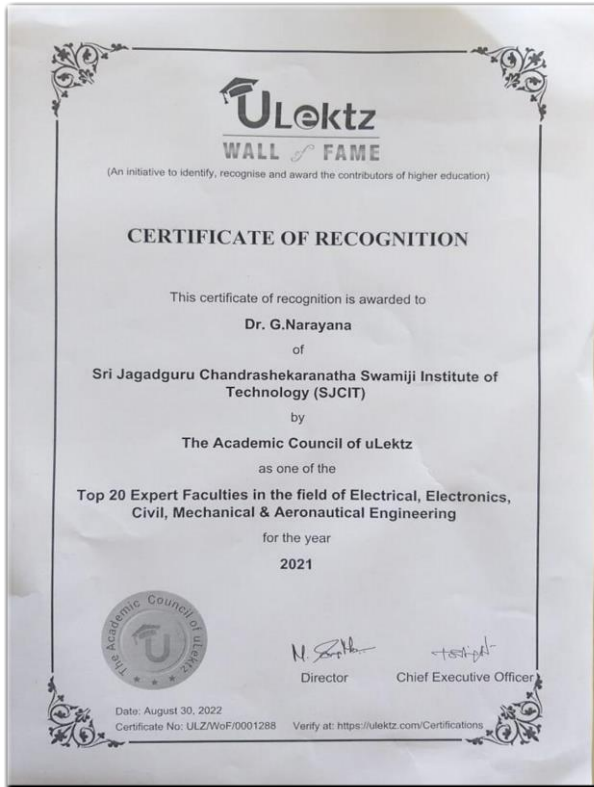 ULektz
WALL of FAME
(An initiative to identify, recognise and award the contributors of higher education)
CERTIFICATE OF RECOGNITION
This certificate of recognition is awarded to
Dr. G.Narayana
of
Sri Jagadguru Chandrashekaranatha Swamiji Institute of
Technology (SJCIT)
by
The Academic Council of uLektz
as one of the
Top 20 Expert Faculties in the field of Electrical, Electronics,
Civil, Mechanical & Aeronautical Engineering
for the year
2021
The Academic Council of uLektz
U
Director
Chief Executive Officer
Date: August 30, 2022
Certificate No: ULZ/WoF/0001288
Verify at: https://ulektz.com/Certifications